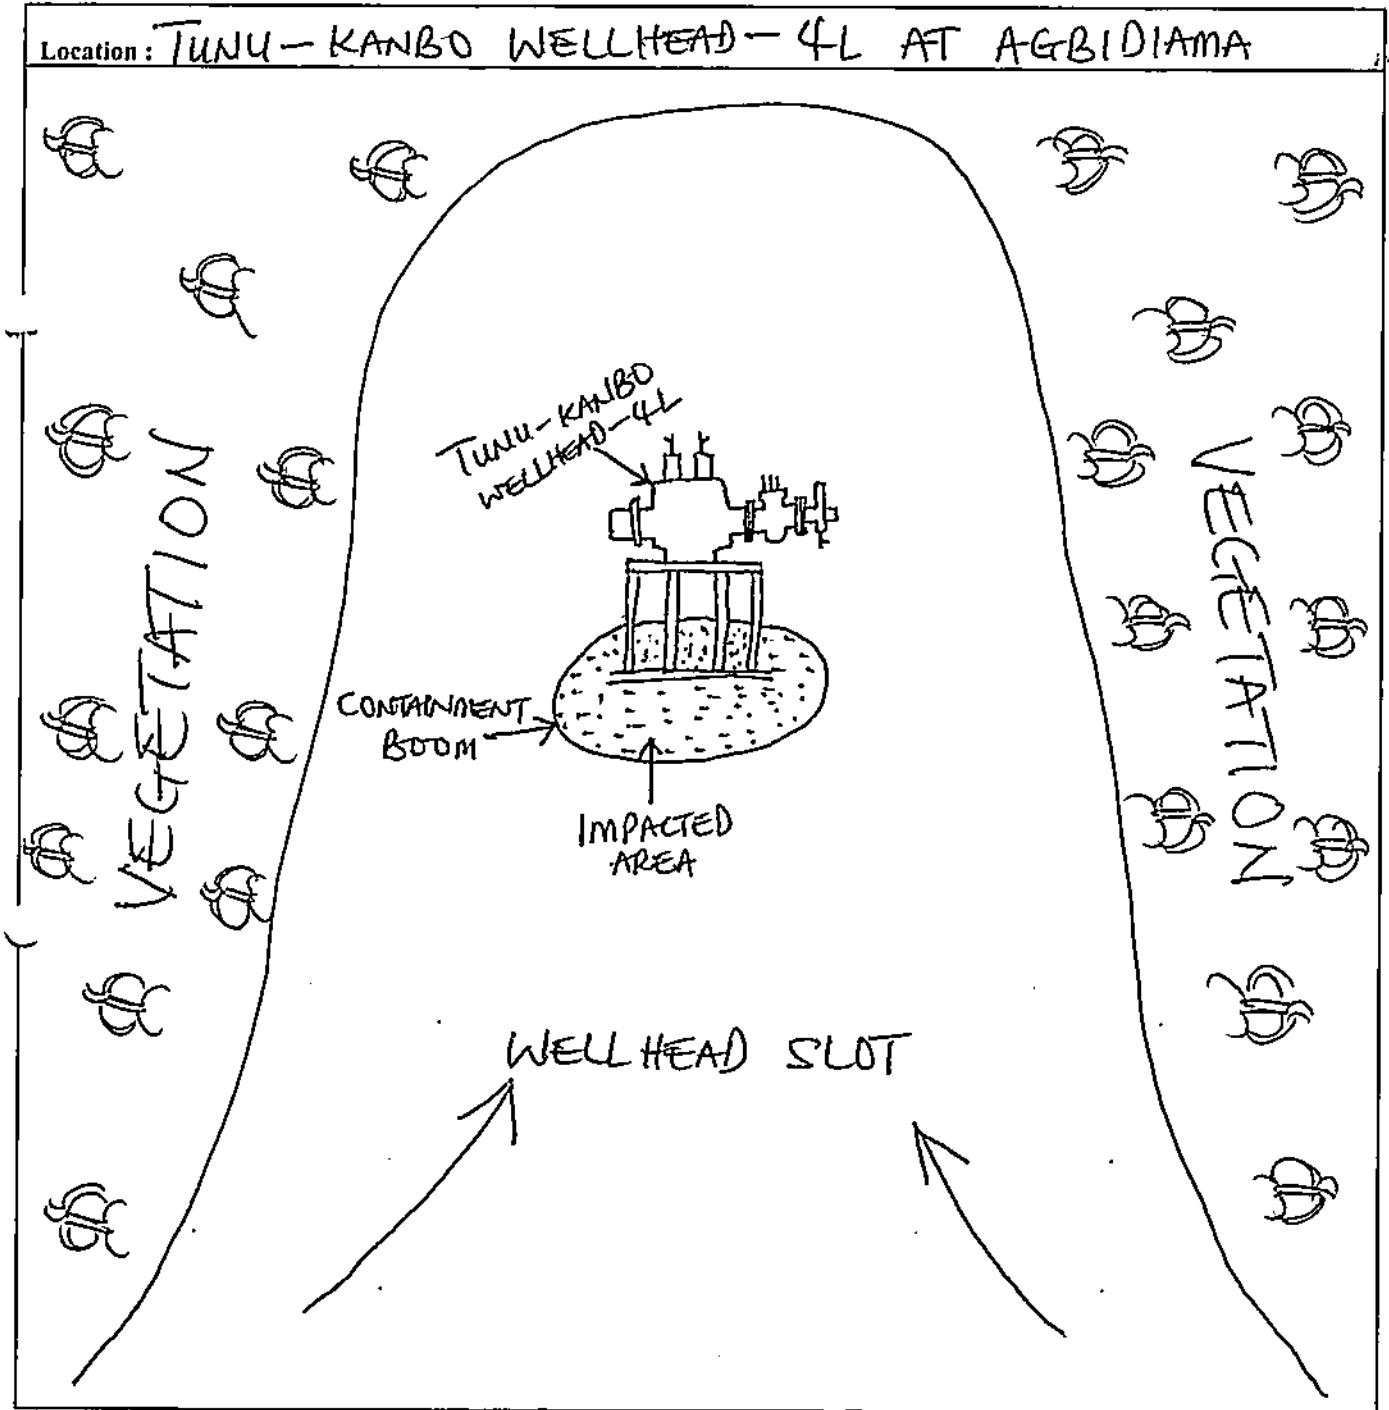 Location : TUNU-KANBO WELLHEAD-4L AT AGBIDIAMA
TUNU-KANBO
WELLHEAD-4L
VEGETATION
VEGETATION
CONTAINMENT
BOOM
IMPACTED
AREA
WELLHEAD SLOT